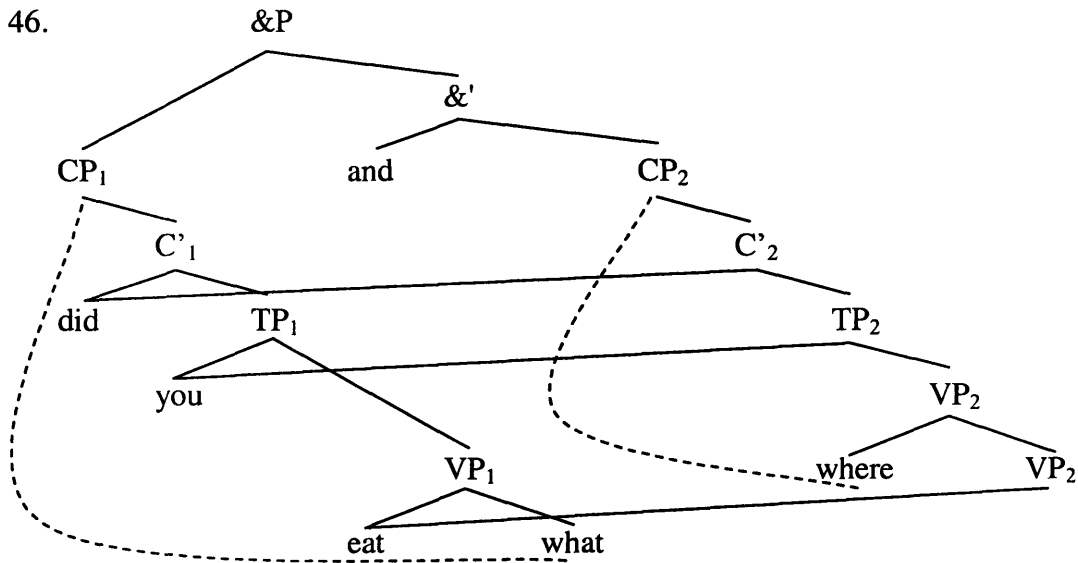 46. &P
&'
CP₁ and CP₂
C'₁ C'₂
did TP₁ TP₂
you VP₂
VP₁ where VP₂
eat what